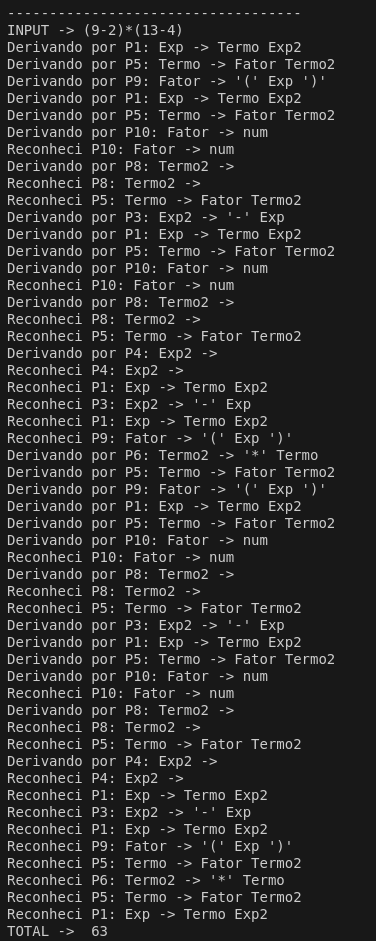 -----------------------------------
INPUT -> (9-2)*(13-4)
Derivando por P1: Exp -> Termo Exp2
Derivando por P5: Termo -> Fator Termo2
Derivando por P9: Fator -> '(' Exp ')'
Derivando por P1: Exp -> Termo Exp2
Derivando por P5: Termo -> Fator Termo2
Derivando por P10: Fator -> num
Reconheci P10: Fator -> num
Derivando por P8: Termo2 ->
Reconheci P8: Termo2 ->
Reconheci P5: Termo -> Fator Termo2
Derivando por P3: Exp2 -> '-' Exp
Derivando por P1: Exp -> Termo Exp2
Derivando por P5: Termo -> Fator Termo2
Derivando por P10: Fator -> num
Reconheci P10: Fator -> num
Derivando por P8: Termo2 ->
Reconheci P8: Termo2 ->
Reconheci P5: Termo -> Fator Termo2
Derivando por P4: Exp2 ->
Reconheci P4: Exp2 ->
Reconheci P1: Exp -> Termo Exp2
Reconheci P3: Exp2 -> '-' Exp
Reconheci P1: Exp -> Termo Exp2
Reconheci P9: Fator -> '(' Exp ')'
Derivando por P6: Termo2 -> '*' Termo
Derivando por P5: Termo -> Fator Termo2
Derivando por P9: Fator -> '(' Exp ')'
Derivando por P1: Exp -> Termo Exp2
Derivando por P5: Termo -> Fator Termo2
Derivando por P10: Fator -> num
Reconheci P10: Fator -> num
Derivando por P8: Termo2 ->
Reconheci P8: Termo2 ->
Reconheci P5: Termo -> Fator Termo2
Derivando por P3: Exp2 -> '-' Exp
Derivando por P1: Exp -> Termo Exp2
Derivando por P5: Termo -> Fator Termo2
Derivando por P10: Fator -> num
Reconheci P10: Fator -> num
Derivando por P8: Termo2 ->
Reconheci P8: Termo2 ->
Reconheci P5: Termo -> Fator Termo2
Derivando por P4: Exp2 ->
Reconheci P4: Exp2 ->
Reconheci P1: Exp -> Termo Exp2
Reconheci P3: Exp2 -> '-' Exp
Reconheci P1: Exp -> Termo Exp2
Reconheci P9: Fator -> '(' Exp ')'
Reconheci P5: Termo -> Fator Termo2
Reconheci P6: Termo2 -> '*' Termo
Reconheci P5: Termo -> Fator Termo2
Reconheci P1: Exp -> Termo Exp2
TOTAL ->  63